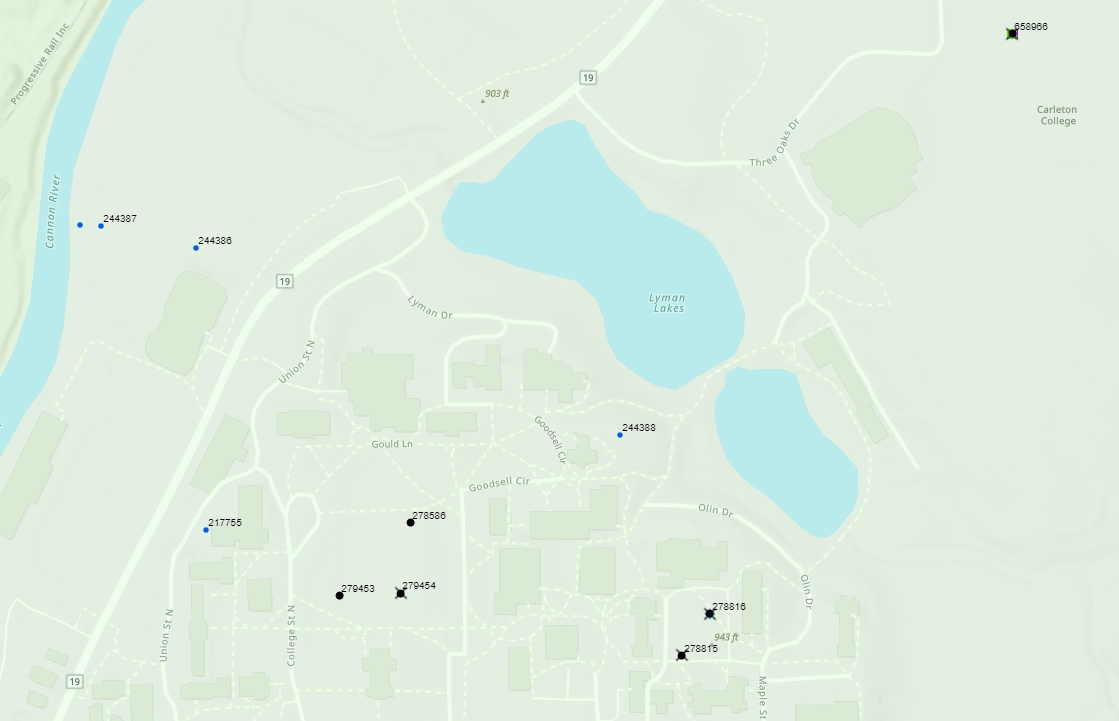 658966
Progressive Rail Inc
19
903 ft
Carleton
College
Three Oaks Dr
Cannon River
244387
244386
19
Lyman
Lakes
Lyman Dr
Union St N
Goodsell Cir
244388
Gould Ln
Goodsell Cir
278586
Olin Dr
217755
279454
279453
Olin Dr
278816
Union St N
College St N
943 ft
278815
19
Maple St